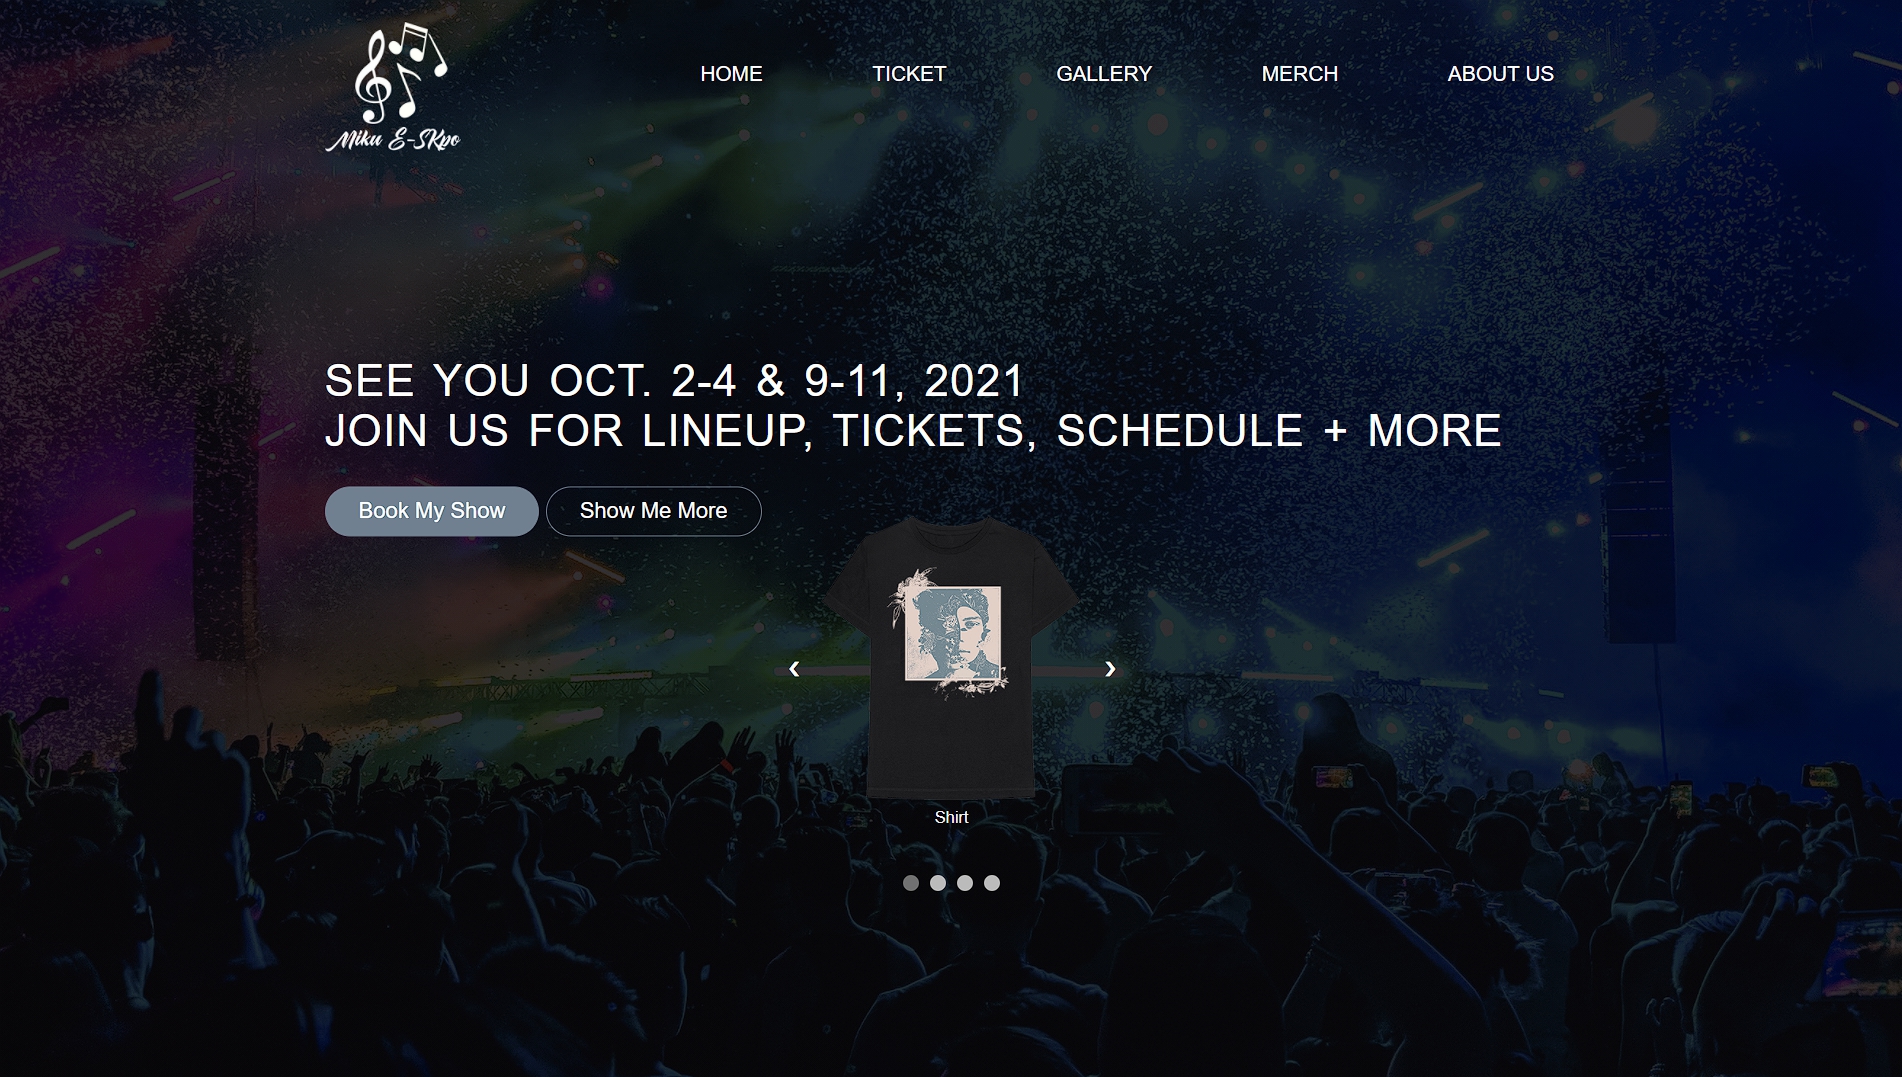 Miku E-SKpo
HOME TICKET GALLERY MERCH ABOUT US
SEE YOU OCT. 2-4 & 9-11, 2021
JOIN US FOR LINEUP, TICKETS, SCHEDULE + MORE
Book My Show Show Me More
Shirt